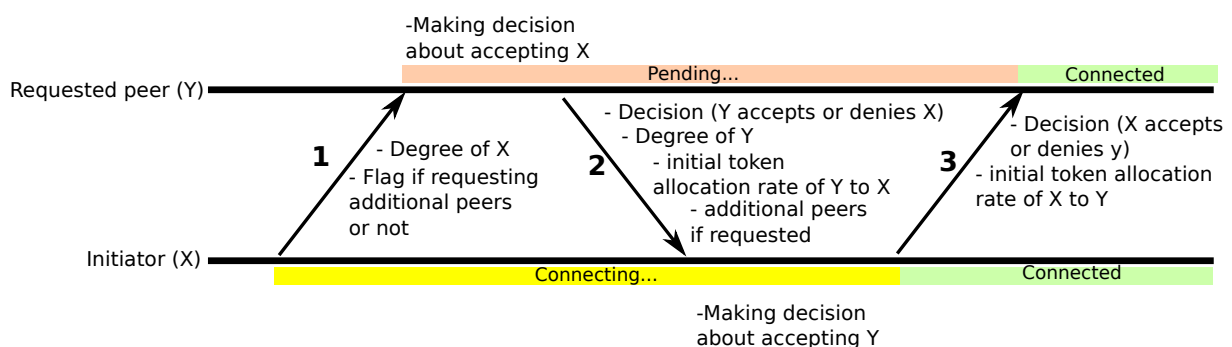 -Making decision
about accepting X
Pending...
Connected
Requested peer (Y)
1
- Degree of X
- Flag if requesting
additional peers
or not
2
- Decision (Y accepts or denies X)
- Degree of Y
- initial token
allocation rate of Y to X
- additional peers
if requested
3
- Decision (X accepts
or denies y)
- initial token allocation
rate of X to Y
Initiator (X)
Connecting...
Connected
-Making decision
about accepting Y